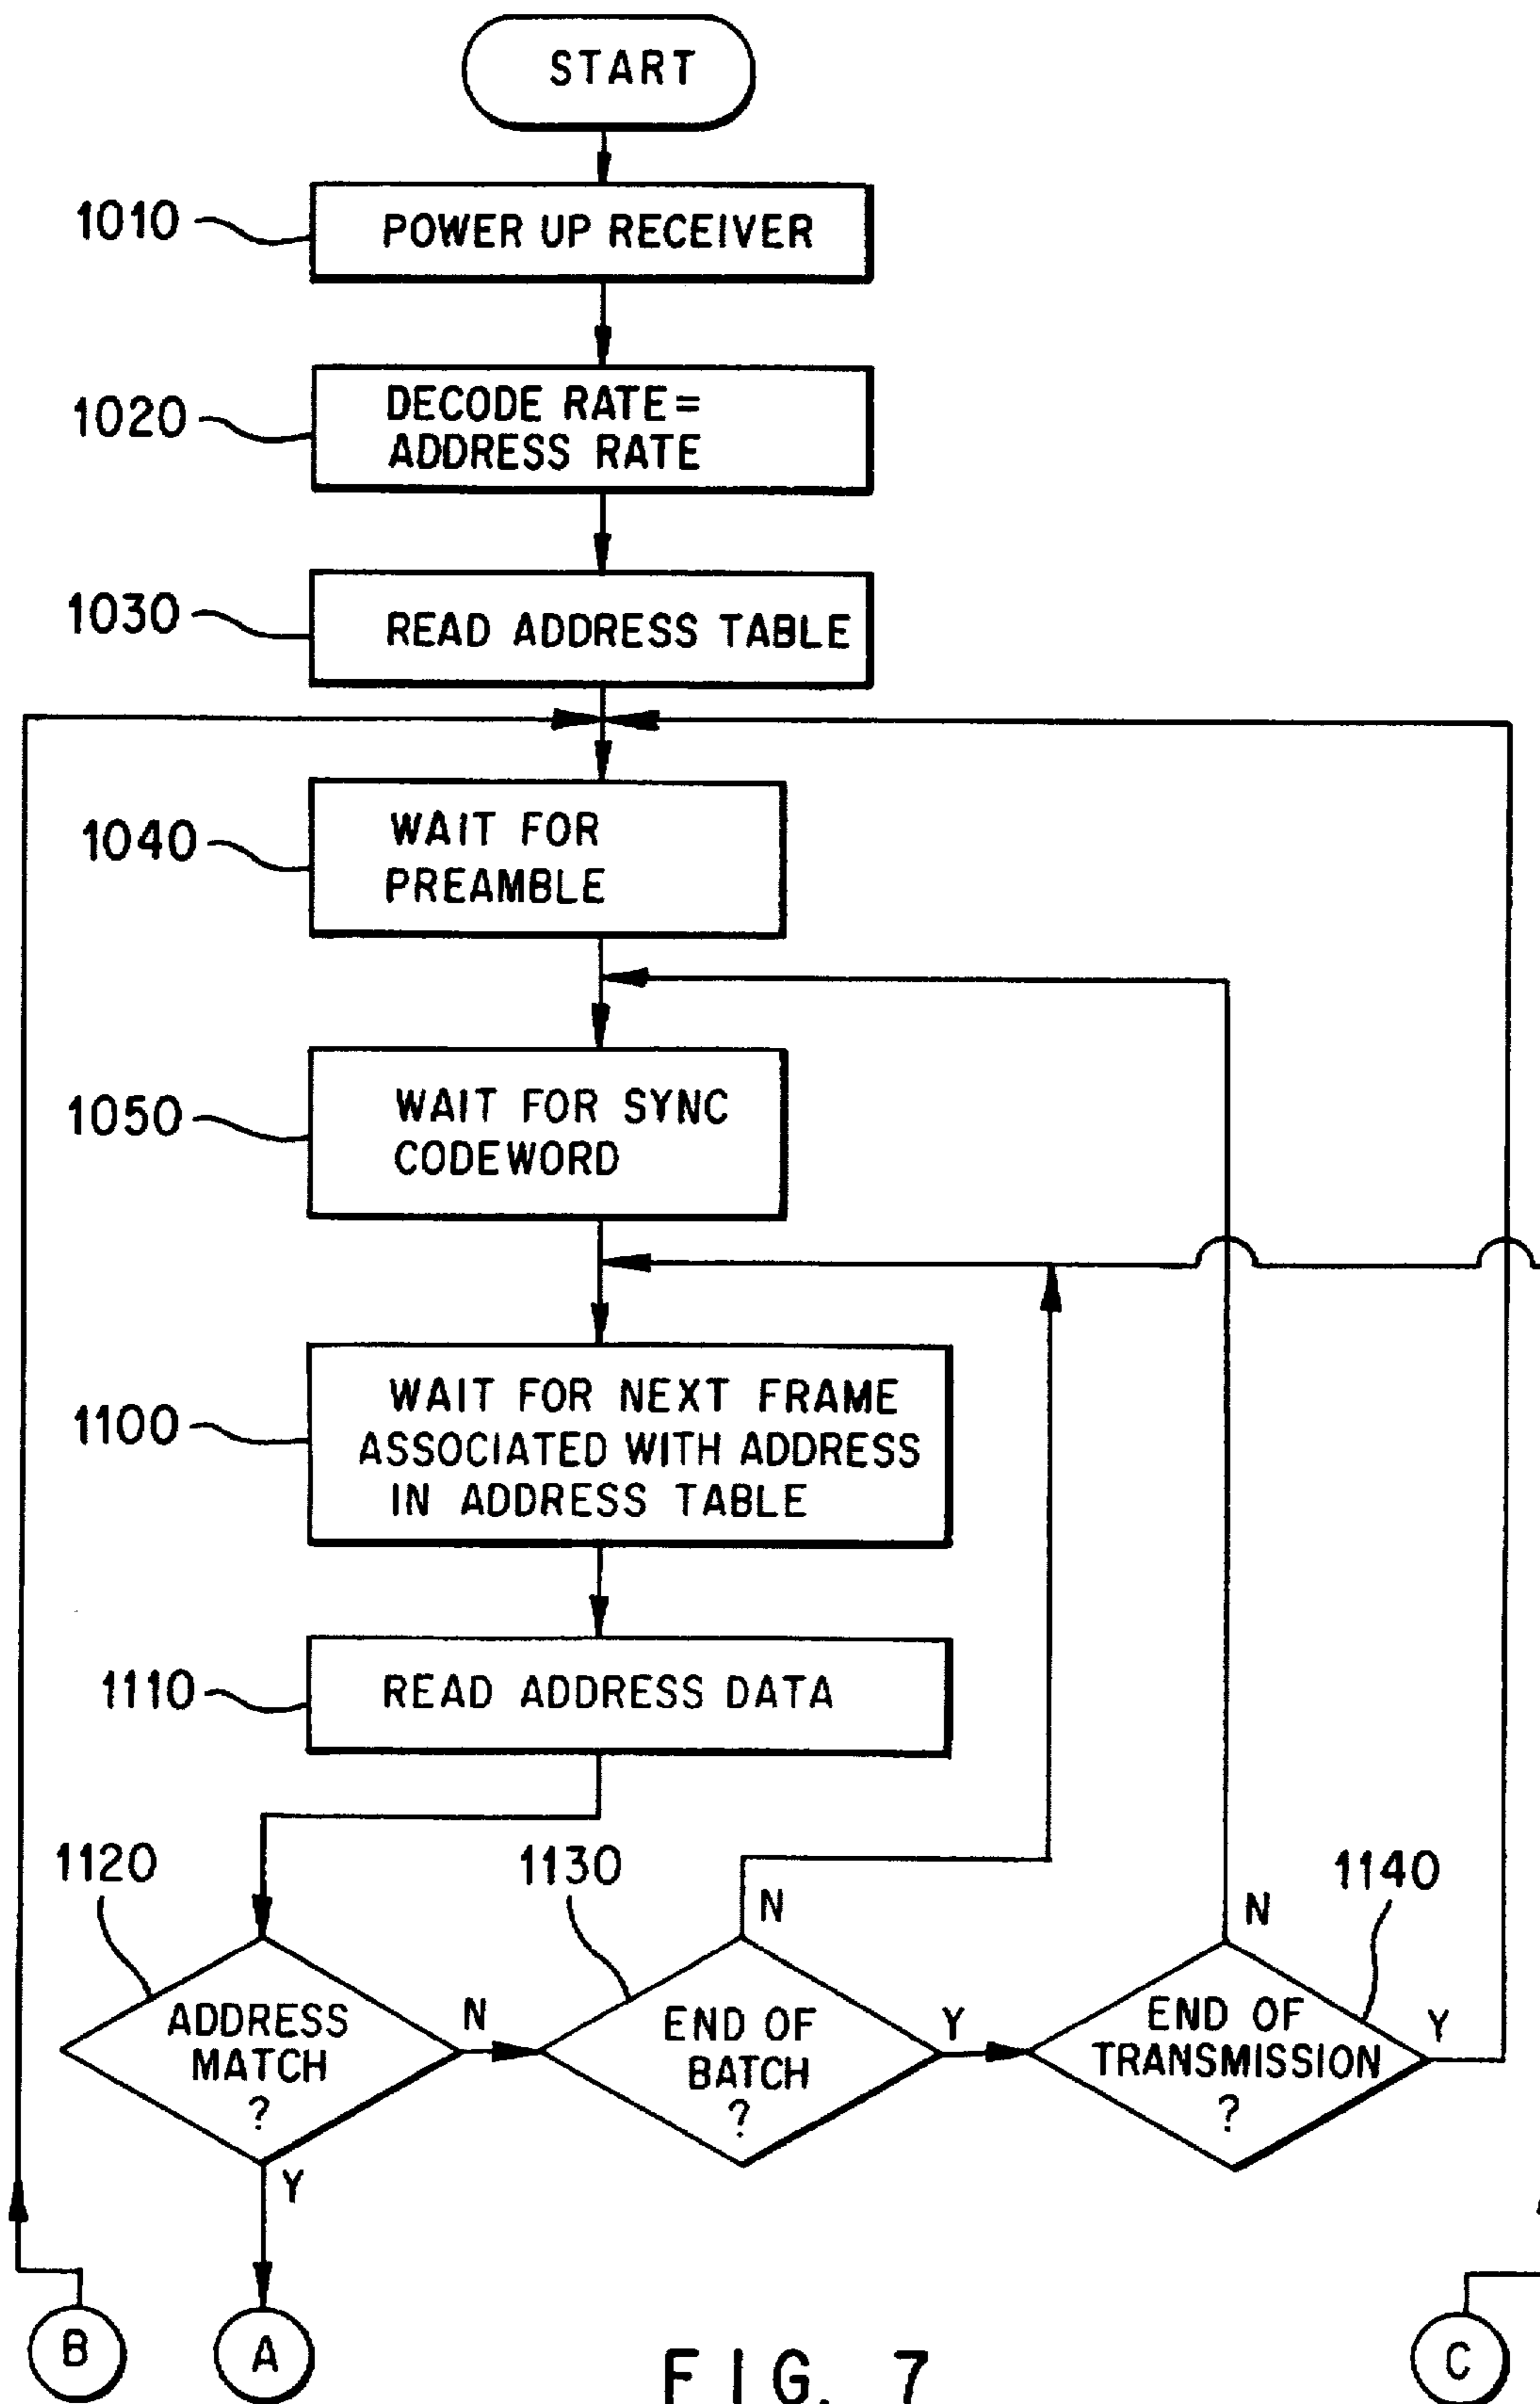 START
1010
POWER UP RECEIVER
1020
DECODE RATE=
ADDRESS RATE
1030
READ ADDRESS TABLE
1040
WAIT FOR
PREAMBLE
1050
WAIT FOR SYNC
CODEWORD
1100
WAIT FOR NEXT FRAME
ASSOCIATED WITH ADDRESS
IN ADDRESS TABLE
1110
READ ADDRESS DATA
1120
ADDRESS
MATCH
?
N
Y
1130
END OF
BATCH
?
N
Y
1140
END OF
TRANSMISSION
?
N
Y
B
A
C
FIG. 7